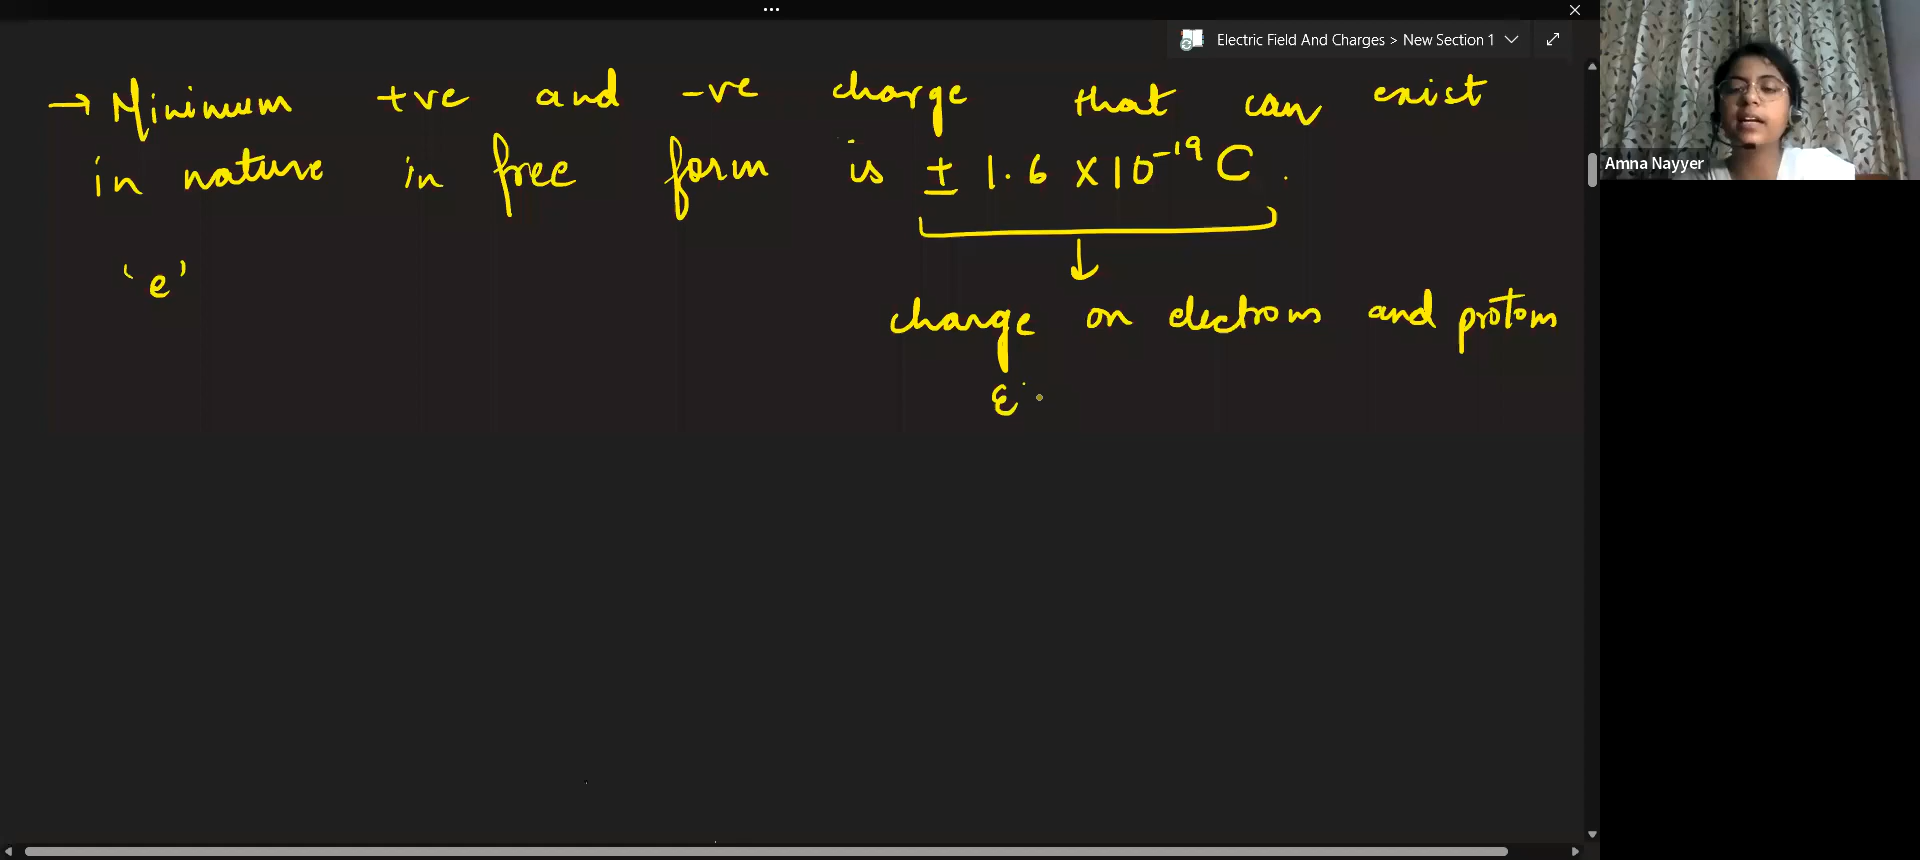 Electric Field And Charges > New Section 1
→ Minimum +ve and -ve charge that can exist
in nature in free form is ± 1.6 × 10⁻¹⁹ C .
'e'
charge on electrons and protons
Amna Nayyer